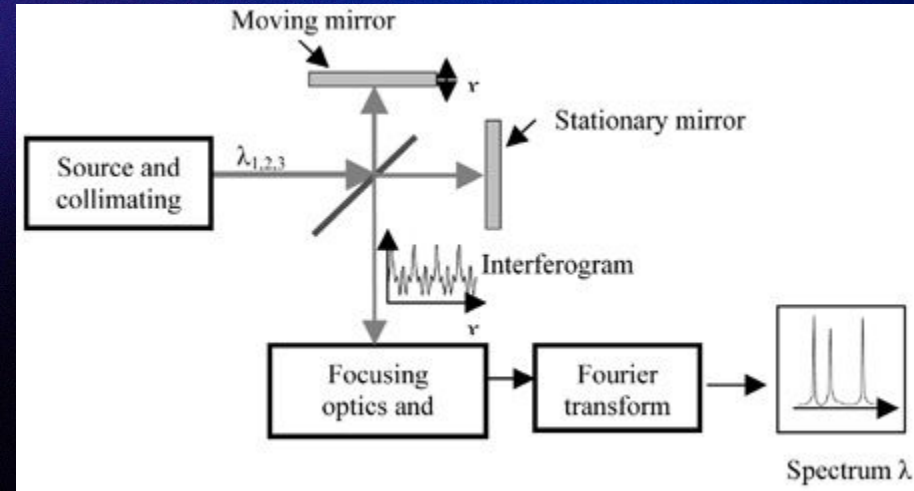 Moving mirror
x
Stationary mirror
Source and
collimating
λ1,2,3
Interferogram
x
Focusing
optics and
Fourier
transform
Spectrum λ